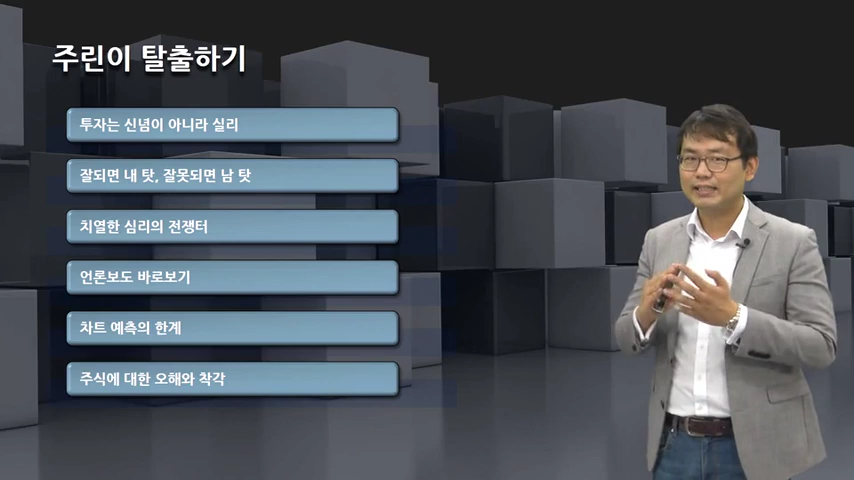 주린이 탈출하기
투자는 신념이 아니라 실리
잘되면 내 탓, 잘못되면 남 탓
치열한 심리의 전쟁터
언론보도 바로보기
차트 예측의 한계
주식에 대한 오해와 착각